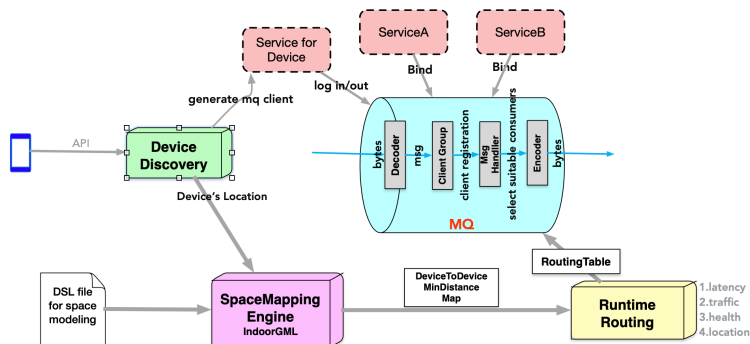 ServiceA
ServiceB
Service for
Device
Bind
Bind
log in/out
generate mq client
API
Device
Discovery
bytes
Decoder
msg
Client Group
client registration
Msg
Handler
select suitable consumers
Encoder
bytes
Device's Location
MQ
RoutingTable
DSL file
for space
modeling
SpaceMapping
Engine
IndoorGML
DeviceToDevice
MinDistance
Map
Runtime
Routing
1.latency
2.traffic
3.health
4.location